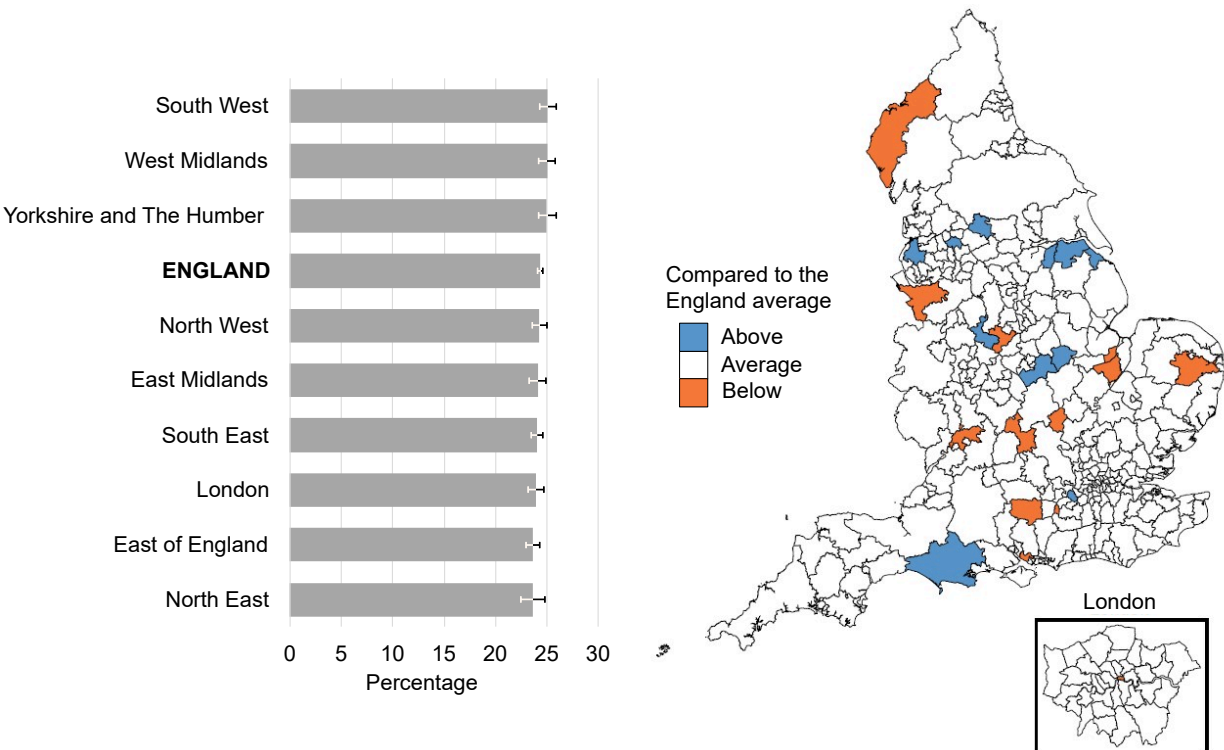 South West
West Midlands
Yorkshire and The Humber
ENGLAND
North West
East Midlands
South East
London
East of England
North East
0 5 10 15 20 25 30
Percentage
Compared to the
England average
Above
Average
Below
London